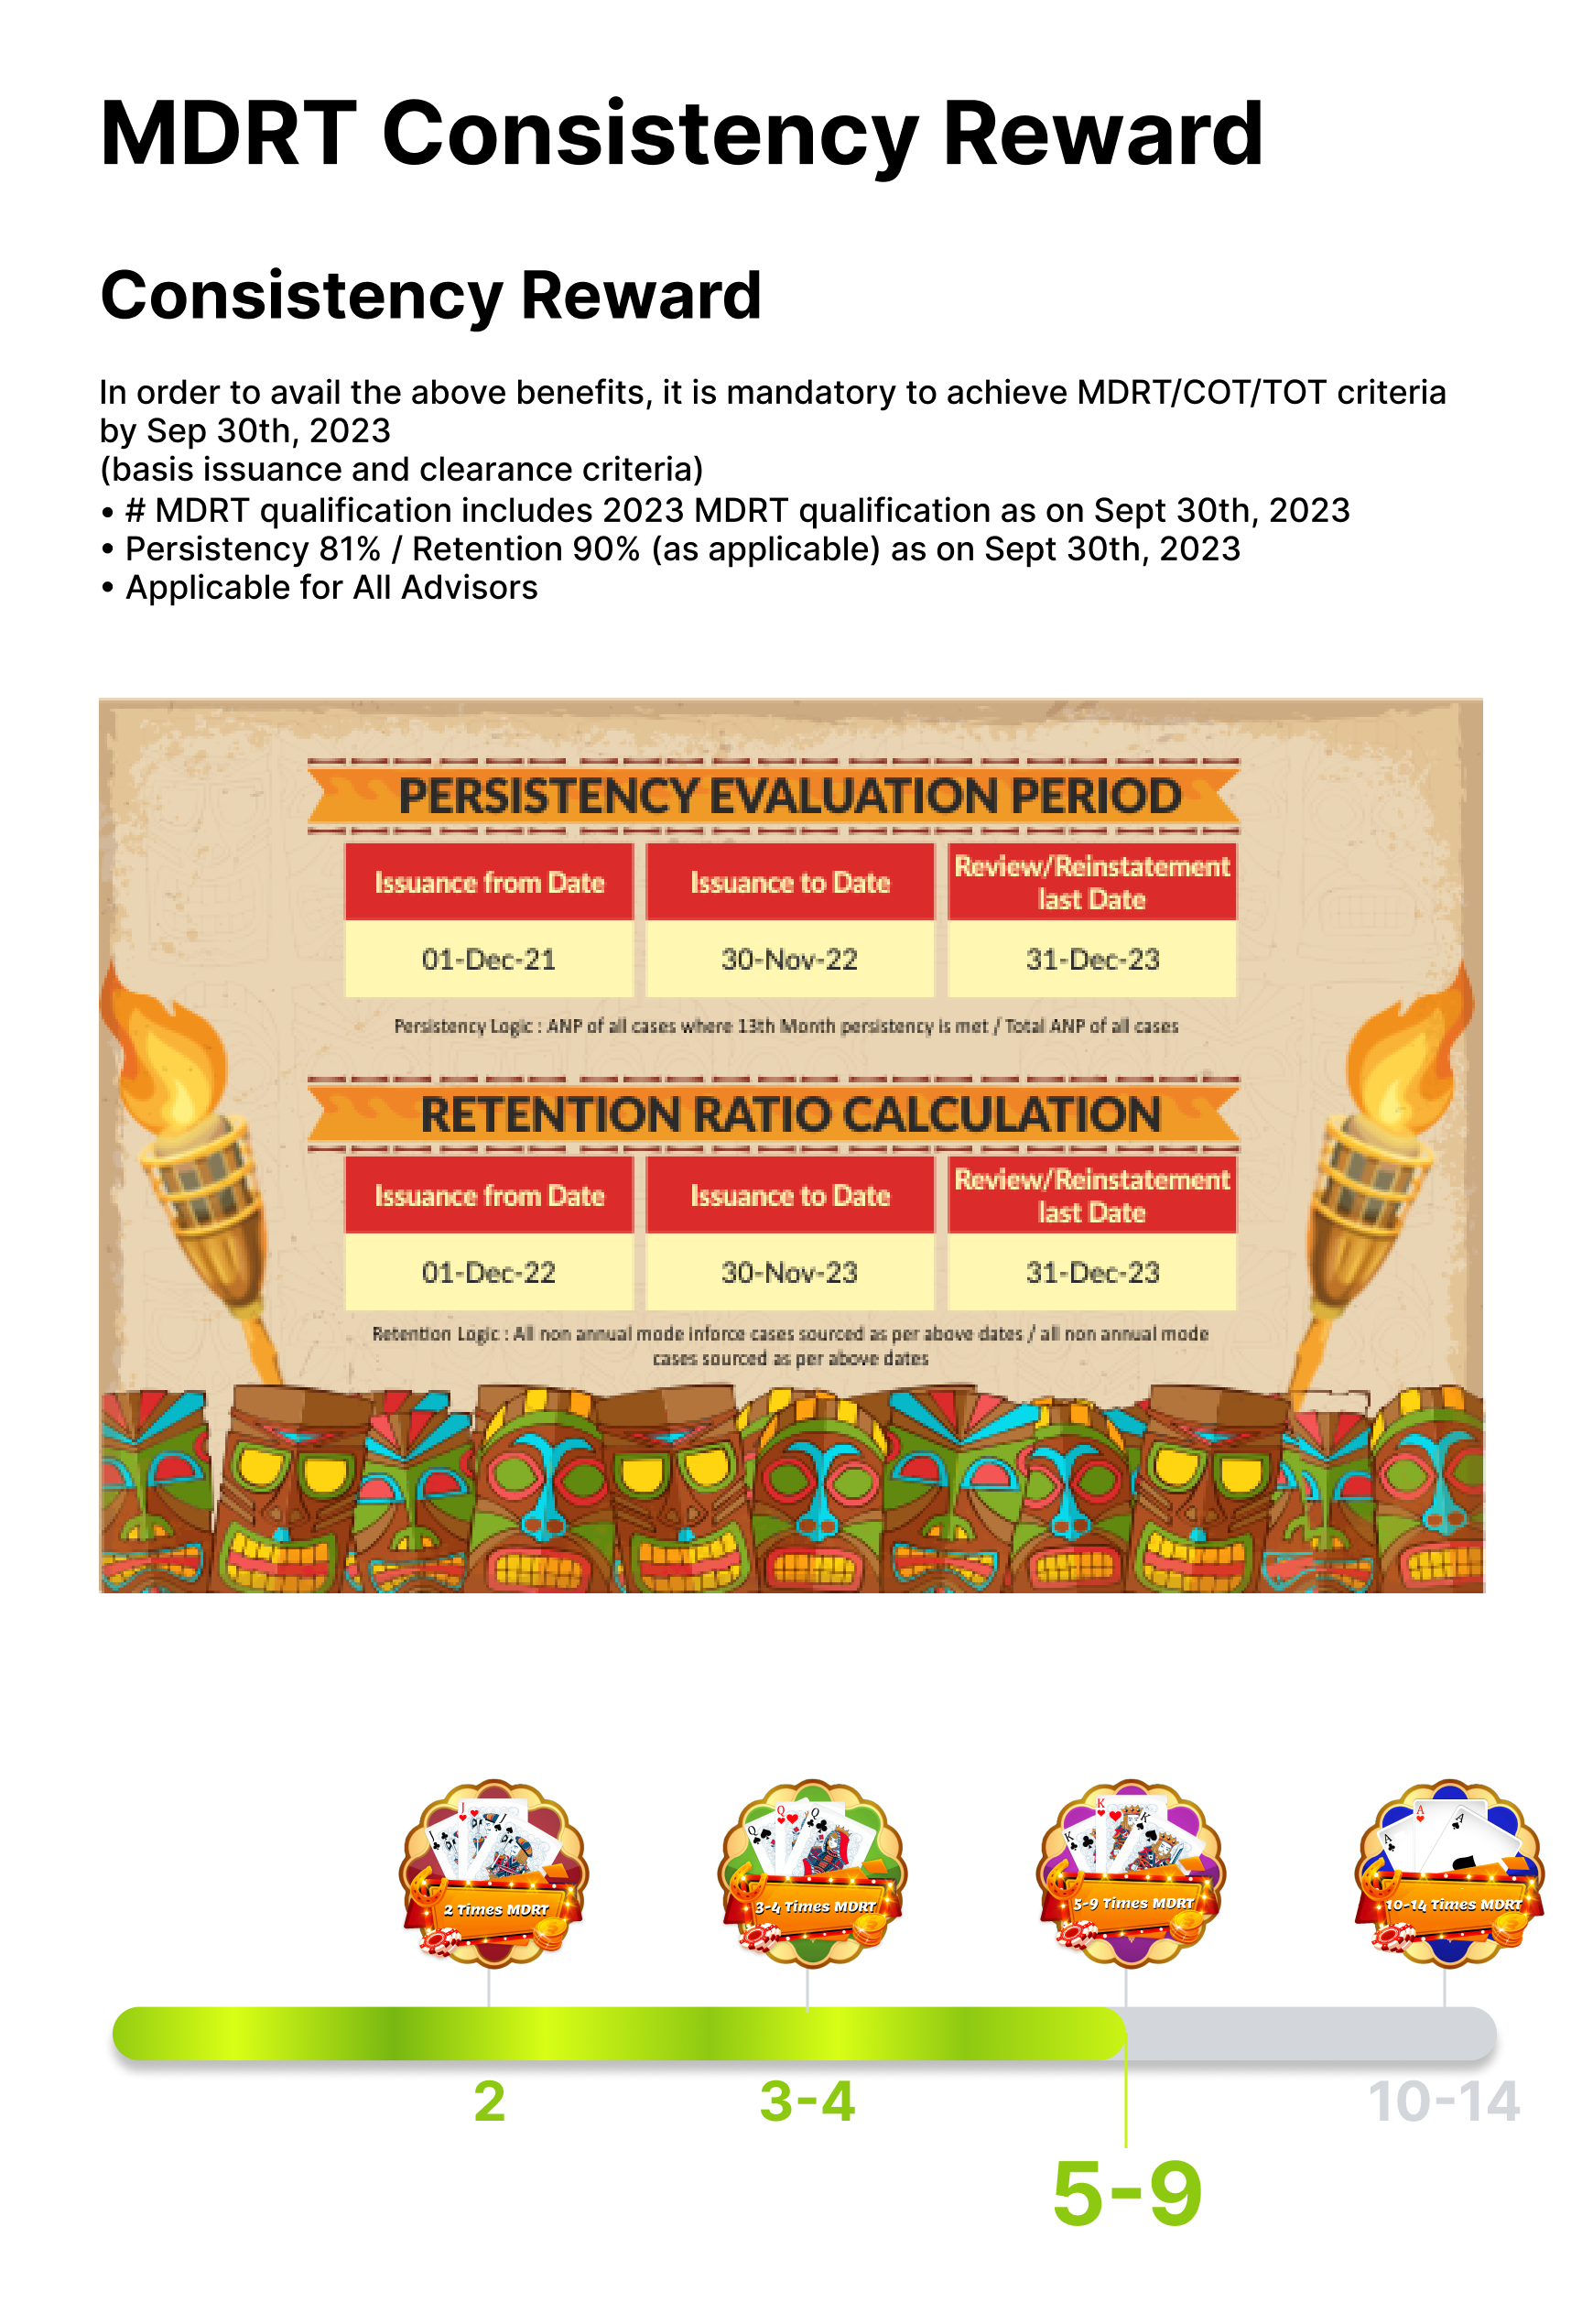 MDRT Consistency Reward
Consistency Reward
In order to avail the above benefits, it is mandatory to achieve MDRT/COT/TOT criteria
by Sep 30th, 2023
(basis issuance and clearance criteria)
• # MDRT qualification includes 2023 MDRT qualification as on Sept 30th, 2023
• Persistency 81% / Retention 90% (as applicable) as on Sept 30th, 2023
• Applicable for All Advisors
PERSISTENCY EVALUATION PERIOD
Issuance from Date
Issuance to Date
Review/Reinstatement
last Date
01-Dec-21
30-Nov-22
31-Dec-23
Persistency Logic : ANP of all cases where 13th Month persistency is met / Total ANP of all cases
RETENTION RATIO CALCULATION
Issuance from Date
Issuance to Date
Review/Reinstatement
last Date
01-Dec-22
30-Nov-23
31-Dec-23
Retention Logic : All non annual mode inforce cases sourced as per above dates / all non annual mode
cases sourced as per above dates
J
J
J
2 Times MDRT
Q
Q
Q
3-4 Times MDRT
K
K
K
5-9 Times MDRT
A
A
A
10-14 Times MDRT
2
3-4
5-9
10-14